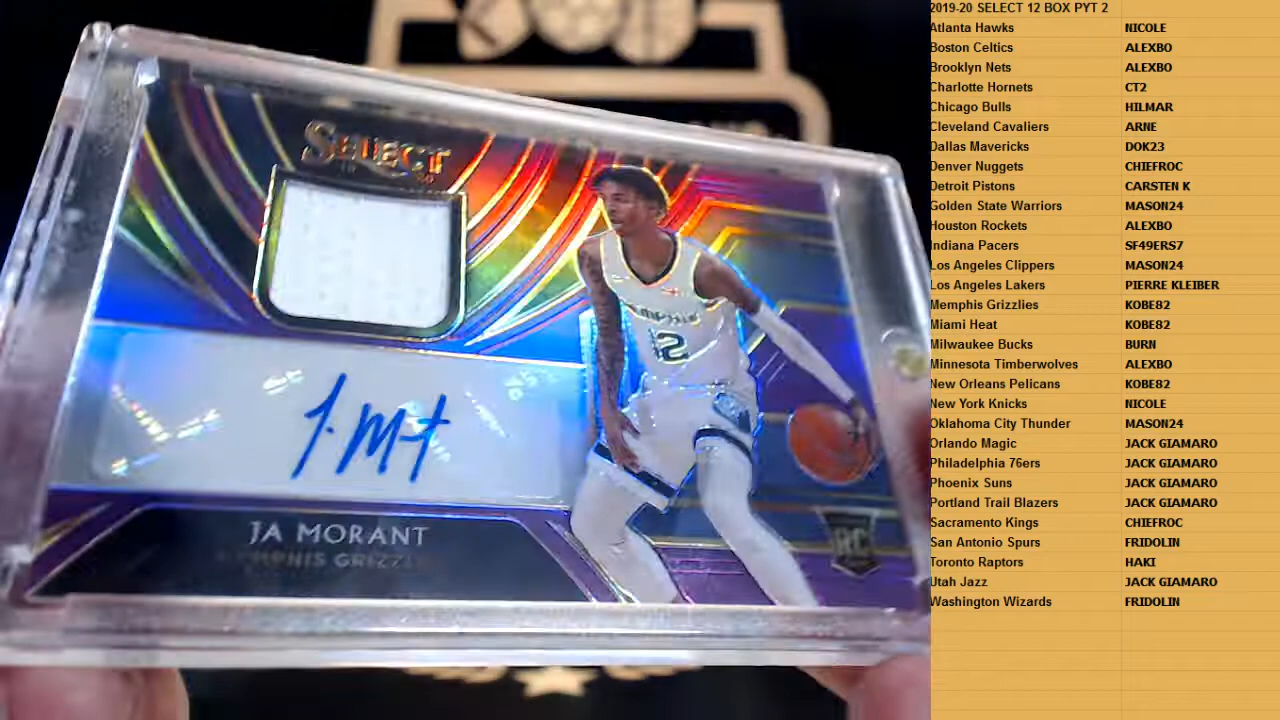 SELECT
MEMPHIS
12
J. Mt
JA MORANT
MEMPHIS GRIZZLIES
RC
2019-20 SELECT 12 BOX PYT 2
Atlanta Hawks NICOLE
Boston Celtics ALEXBO
Brooklyn Nets ALEXBO
Charlotte Hornets CT2
Chicago Bulls HILMAR
Cleveland Cavaliers ARNE
Dallas Mavericks DOK23
Denver Nuggets CHIEFROC
Detroit Pistons CARSTEN K
Golden State Warriors MASON24
Houston Rockets ALEXBO
Indiana Pacers SF49ERS7
Los Angeles Clippers MASON24
Los Angeles Lakers PIERRE KLEIBER
Memphis Grizzlies KOBE82
Miami Heat KOBE82
Milwaukee Bucks BURN
Minnesota Timberwolves ALEXBO
New Orleans Pelicans KOBE82
New York Knicks NICOLE
Oklahoma City Thunder MASON24
Orlando Magic JACK GIAMARO
Philadelphia 76ers JACK GIAMARO
Phoenix Suns JACK GIAMARO
Portland Trail Blazers JACK GIAMARO
Sacramento Kings CHIEFROC
San Antonio Spurs FRIDOLIN
Toronto Raptors HAKI
Utah Jazz JACK GIAMARO
Washington Wizards FRIDOLIN